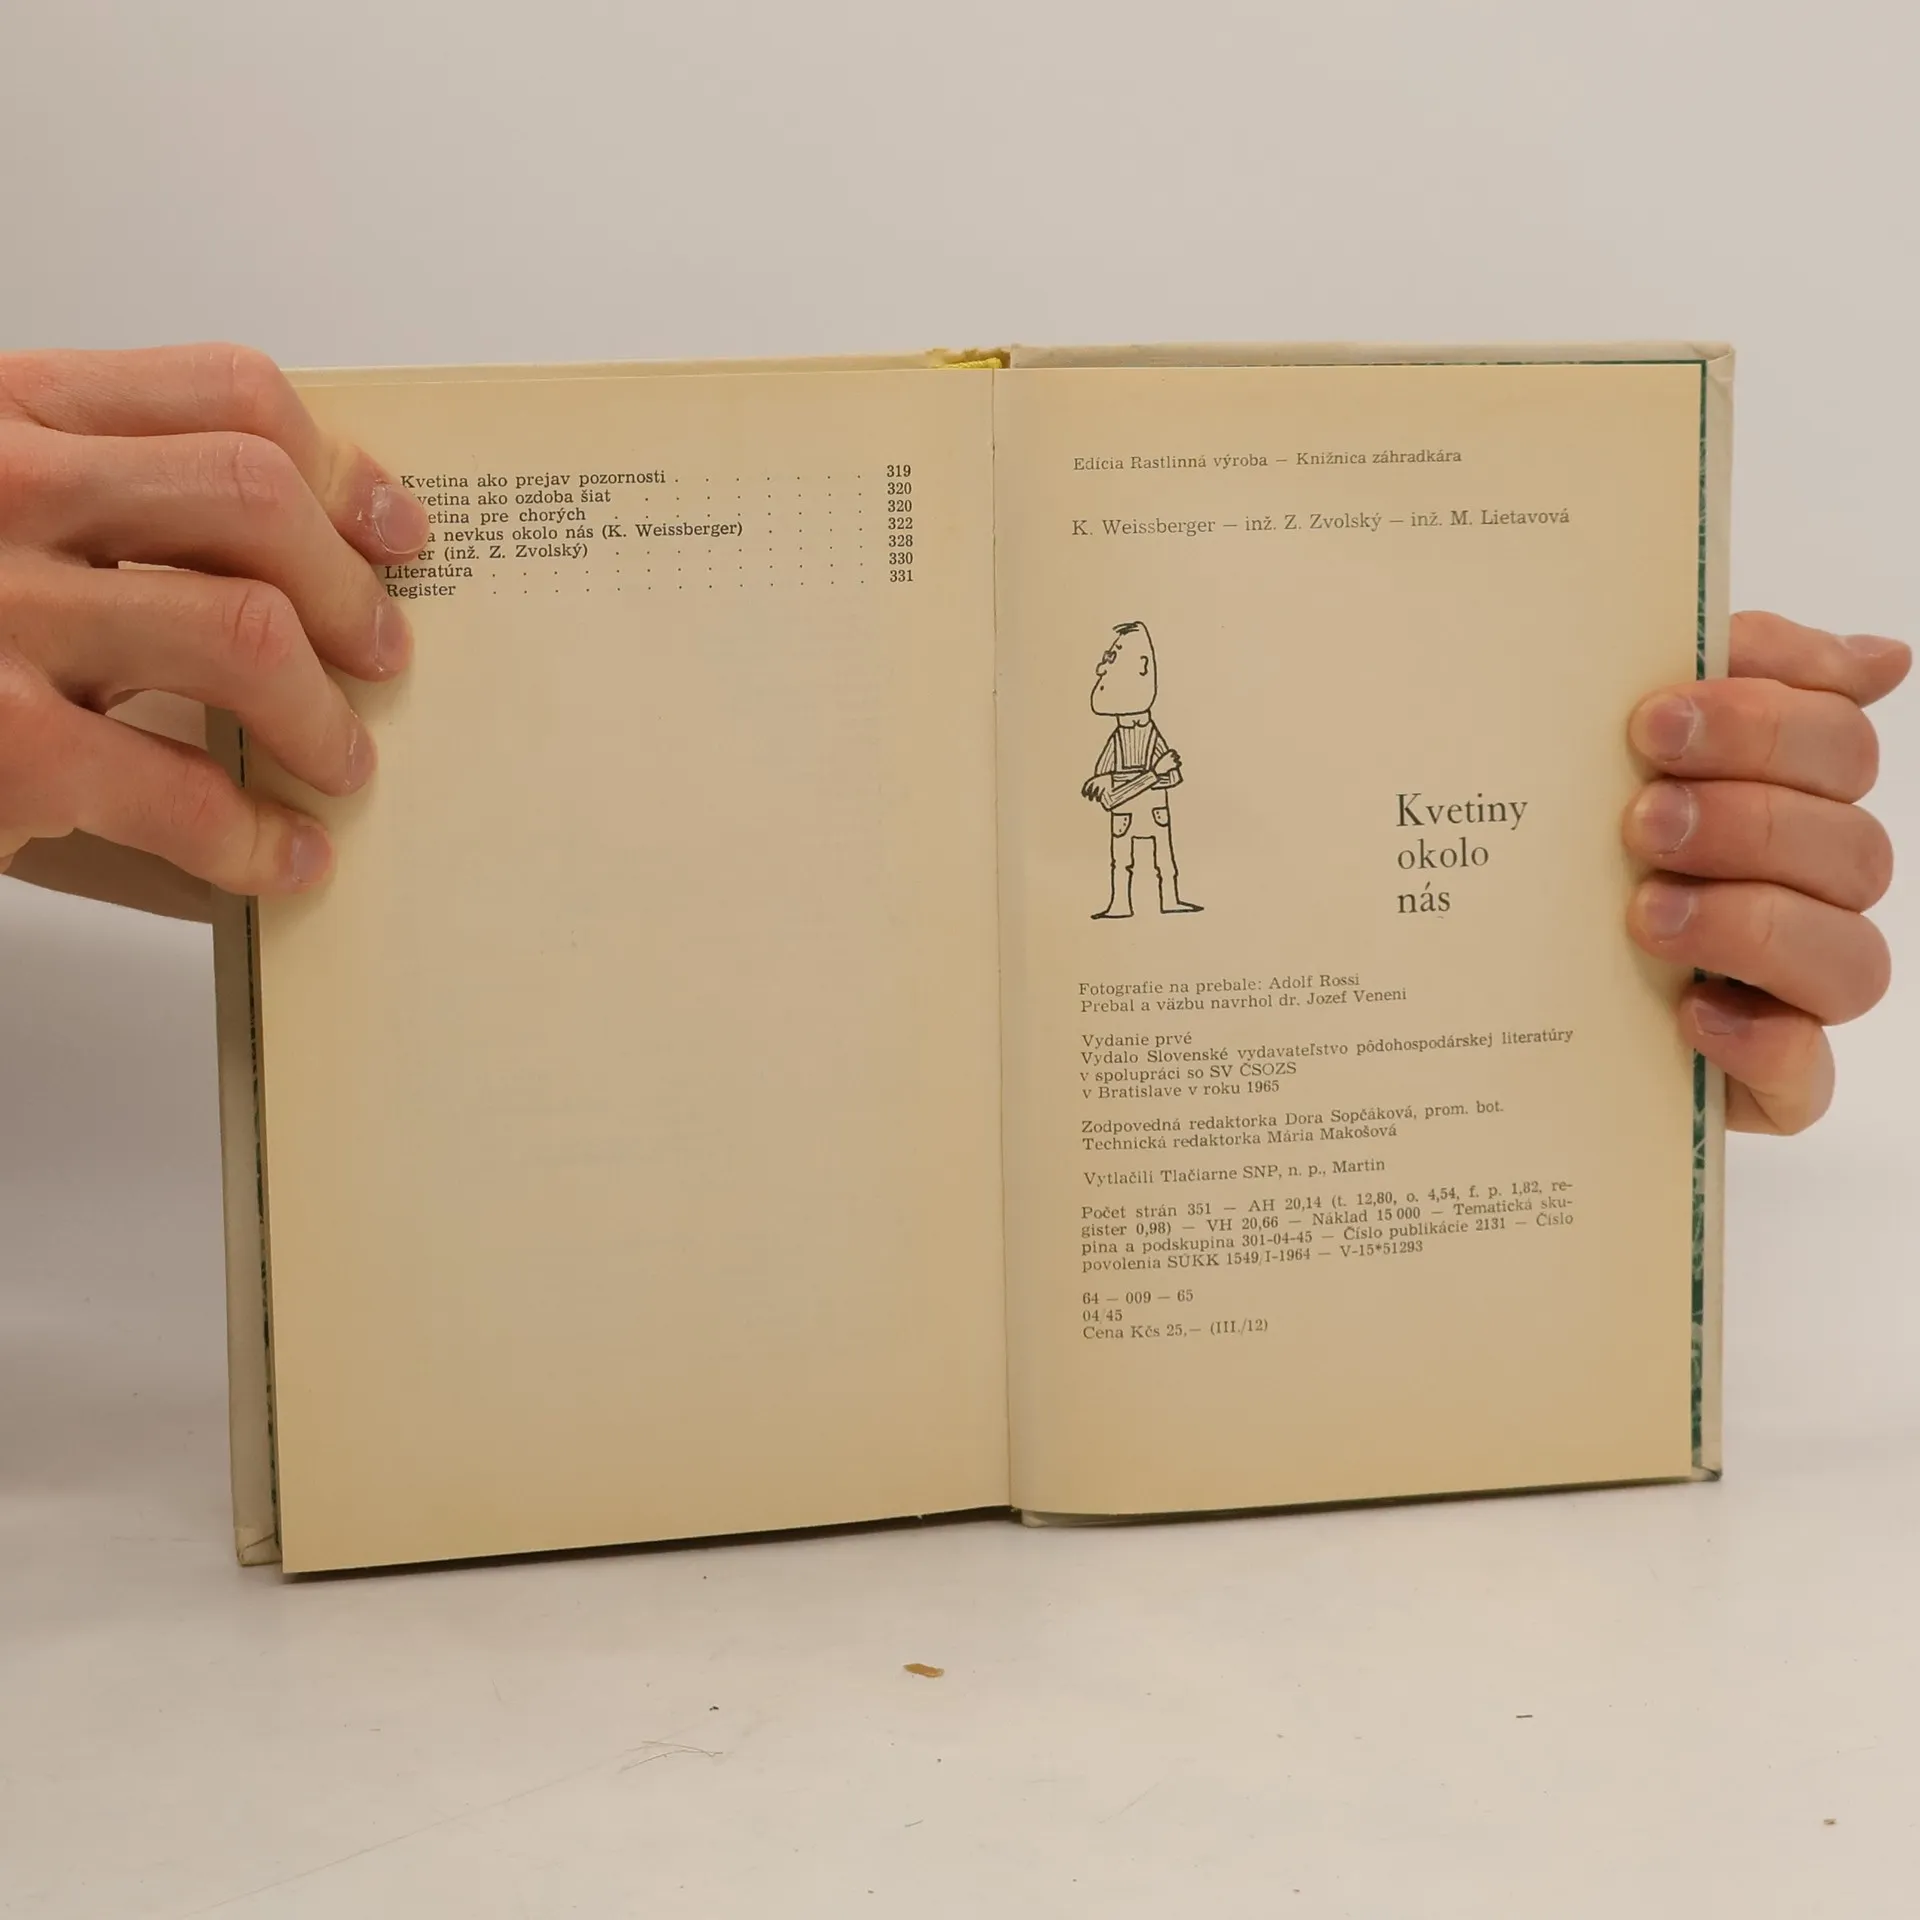 Kvetina ako prejav pozornosti . . . . . . . 319
ako ozdoba šiat . . . . . . . . 320
pre chorých . . . . . . . . . 320
nevkus okolo nás (K. Weissberger) . . . . 322
(inž. Z. Zvolský) . . . . . . . . . 328
Literatúra . . . . . . . . . . . . . 330
Register . . . . . . . . . . . . . 331
Edícia Rastlinná výroba — Knižnica záhradkára
K. Weissberger — inž. Z. Zvolský — inž. M. Lietavová
Kvetiny
okolo
nás
Fotografie na prebale: Adolf Rossi
Prebal a väzbu navrhol dr. Jozef Veneni
Vydanie prvé
Vydalo Slovenské vydavateľstvo pôdohospodárskej literatúry
v spolupráci so SV ČSOZS
v Bratislave v roku 1965
Zodpovedná redaktorka Dora Sopčáková, prom. bot.
Technická redaktorka Mária Makošová
Vytlačili Tlačiarne SNP, n. p., Martin
Počet strán 351 — AH 20,14 (t. 12,80, o. 4,54, f. p. 1,82, re-
gister 0,98) — VH 20,66 — Náklad 15 000 — Tematická sku-
pina a podskupina 301-04-45 — Číslo publikácie 2131 — Číslo
povolenia SÚKK 1549/I-1964 — V-15*51293
64 — 009 — 65
04/45
Cena Kčs 25,— (III./12)